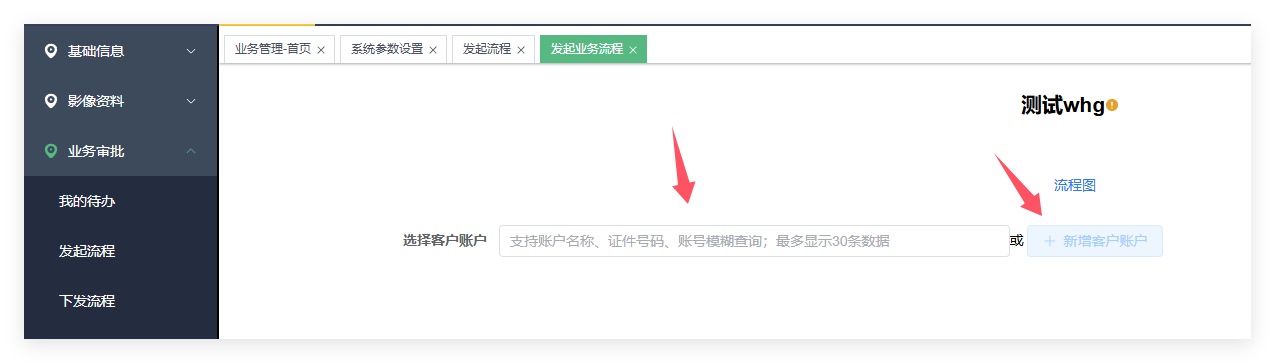 基础信息
影像资料
业务审批
我的待办
发起流程
下发流程
业务管理-首页 系统参数设置 发起流程 发起业务流程
测试whg
流程图
选择客户账户 支持账户名称、证件号码、账号模糊查询；最多显示30条数据 或 新增客户账户